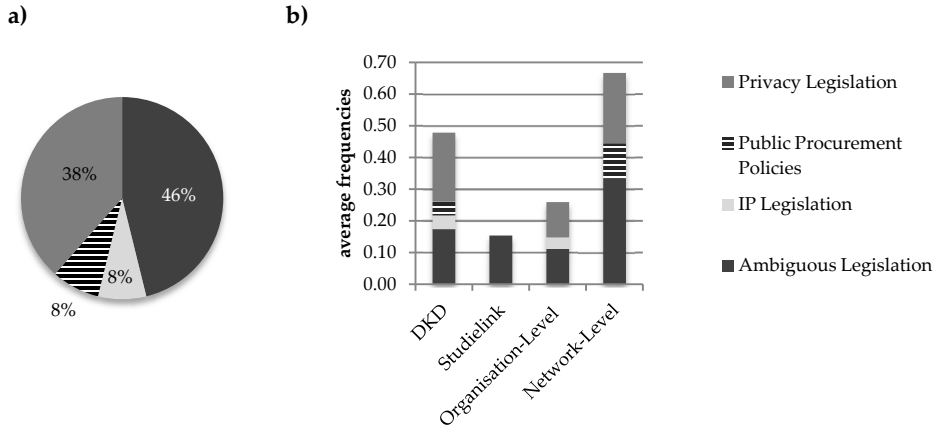 a)
38%
46%
8%
8%
b)
average frequencies
0.70
0.60
0.50
0.40
0.30
0.20
0.10
0.00
DKD
Studielink
Organisation-Level
Network-Level
Privacy Legislation
Public Procurement
Policies
IP Legislation
Ambiguous Legislation